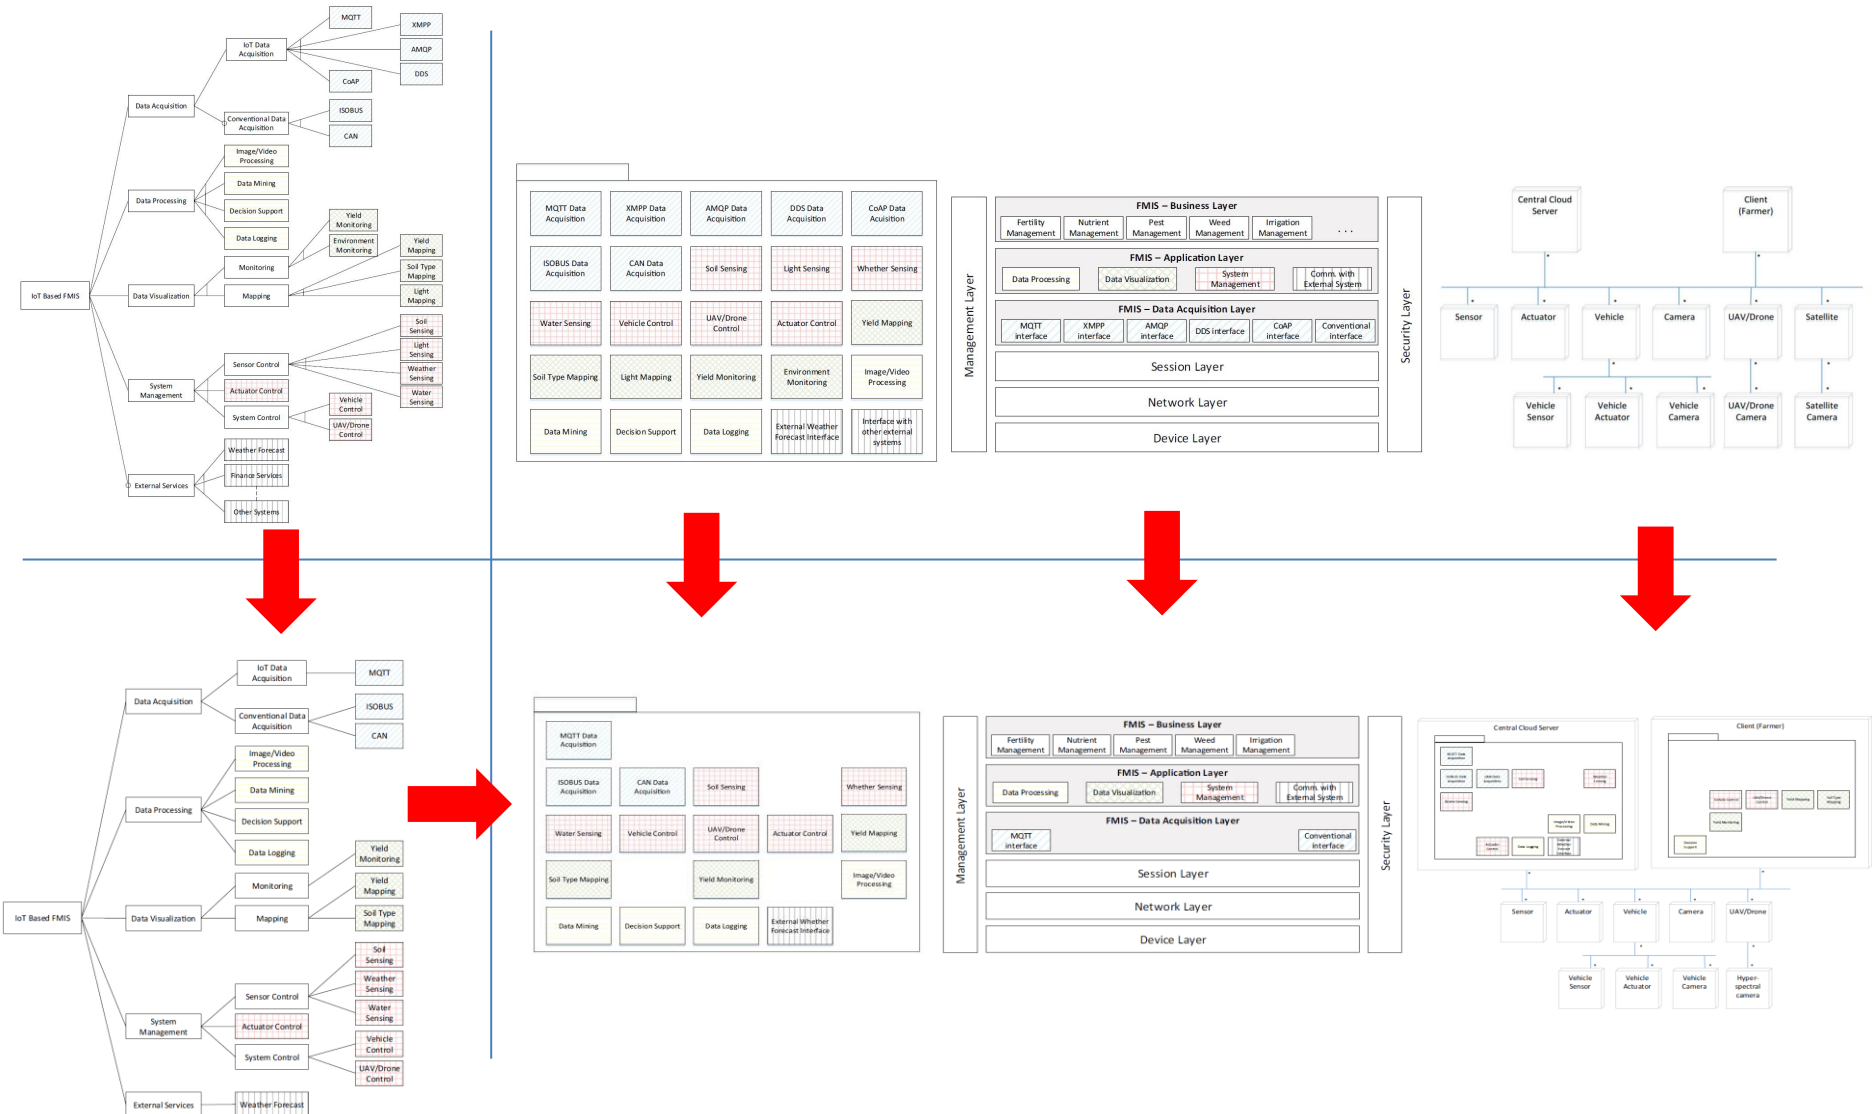 MQTT
XMPP
IoT Data
Acquisition
AMQP
DDS
CoAP
Data Acquisition
ISOBUS
Conventional Data
Acquisition
CAN
Image/Video
Processing
Data Mining
Data Processing
Decision Support
Data Logging
Yield
Monitoring
Environment
Monitoring
Yield
Mapping
Monitoring
Soil Type
Mapping
IoT Based FMIS
Data Visualization
Mapping
Light
Mapping
Soil
Sensing
Light
Sensing
Sensor Control
Weather
Sensing
System
Management
Actuator Control
Water
Sensing
Vehicle
Control
System Control
UAV/Drone
Control
Weather Forecast
Finance Services
External Services
Other Systems
MQTT Data
Acquisition
XMPP Data
Acquisition
AMQP Data
Acquisition
DDS Data
Acquisition
CoAP Data
Acuisition
ISOBUS Data
Acquisition
CAN Data
Acquisition
Soil Sensing
Light Sensing
Whether Sensing
Water Sensing
Vehicle Control
UAV/Drone
Control
Actuator Control
Yield Mapping
Soil Type Mapping
Light Mapping
Yield Monitoring
Environment
Monitoring
Image/Video
Processing
Data Mining
Decision Support
Data Logging
External Weather
Forecast Interface
Interface with
other external
systems
Management Layer
FMIS – Business Layer
Fertility
Management
Nutrient
Management
Pest
Management
Weed
Management
Irrigation
Management
. . .
FMIS – Application Layer
Data Processing
Data Visualization
System
Management
Comm. with
External System
FMIS – Data Acquisition Layer
MQTT
interface
XMPP
interface
AMQP
interface
DDS interface
CoAP
interface
Conventional
interface
Session Layer
Network Layer
Device Layer
Security Layer
Central Cloud
Server
Client
(Farmer)
*
*
*
*
*
*
*
*
Sensor
Actuator
Vehicle
Camera
UAV/Drone
Satellite
*
*
*
*
*
*
Vehicle
Sensor
Vehicle
Actuator
Vehicle
Camera
UAV/Drone
Camera
Satellite
Camera
IoT Data
Acquisition
MQTT
Data Acquisition
ISOBUS
Conventional Data
Acquisition
CAN
Image/Video
Processing
Data Mining
Data Processing
Decision Support
Data Logging
Yield
Monitoring
Monitoring
Yield
Mapping
IoT Based FMIS
Data Visualization
Mapping
Soil Type
Mapping
Soil
Sensing
Weather
Sensing
Sensor Control
Water
Sensing
System
Management
Actuator Control
Vehicle
Control
System Control
UAV/Drone
Control
External Services
Weather Forecast
MQTT Data
Acquisition
ISOBUS Data
Acquisition
CAN Data
Acquisition
Soil Sensing
Whether Sensing
Water Sensing
Vehicle Control
UAV/Drone
Control
Actuator Control
Yield Mapping
Soil Type Mapping
Yield Monitoring
Image/Video
Processing
Data Mining
Decision Support
Data Logging
External Whether
Forecast Interface
Management Layer
FMIS – Business Layer
Fertility
Management
Nutrient
Management
Pest
Management
Weed
Management
Irrigation
Management
FMIS – Application Layer
Data Processing
Data Visualization
System
Management
Comm. with
External System
FMIS – Data Acquisition Layer
MQTT
interface
Conventional
interface
Session Layer
Network Layer
Device Layer
Security Layer
Central Cloud Server
Client (Farmer)
Data Mining
Data Logging
Yield Mapping
Soil Type
Mapping
Yield Monitoring
Decision
Support
*
*
*
*
*
*
*
Sensor
Actuator
Vehicle
Camera
UAV/Drone
*
*
*
*
*
Vehicle
Sensor
Vehicle
Actuator
Vehicle
Camera
Hyper-
spectral
camera